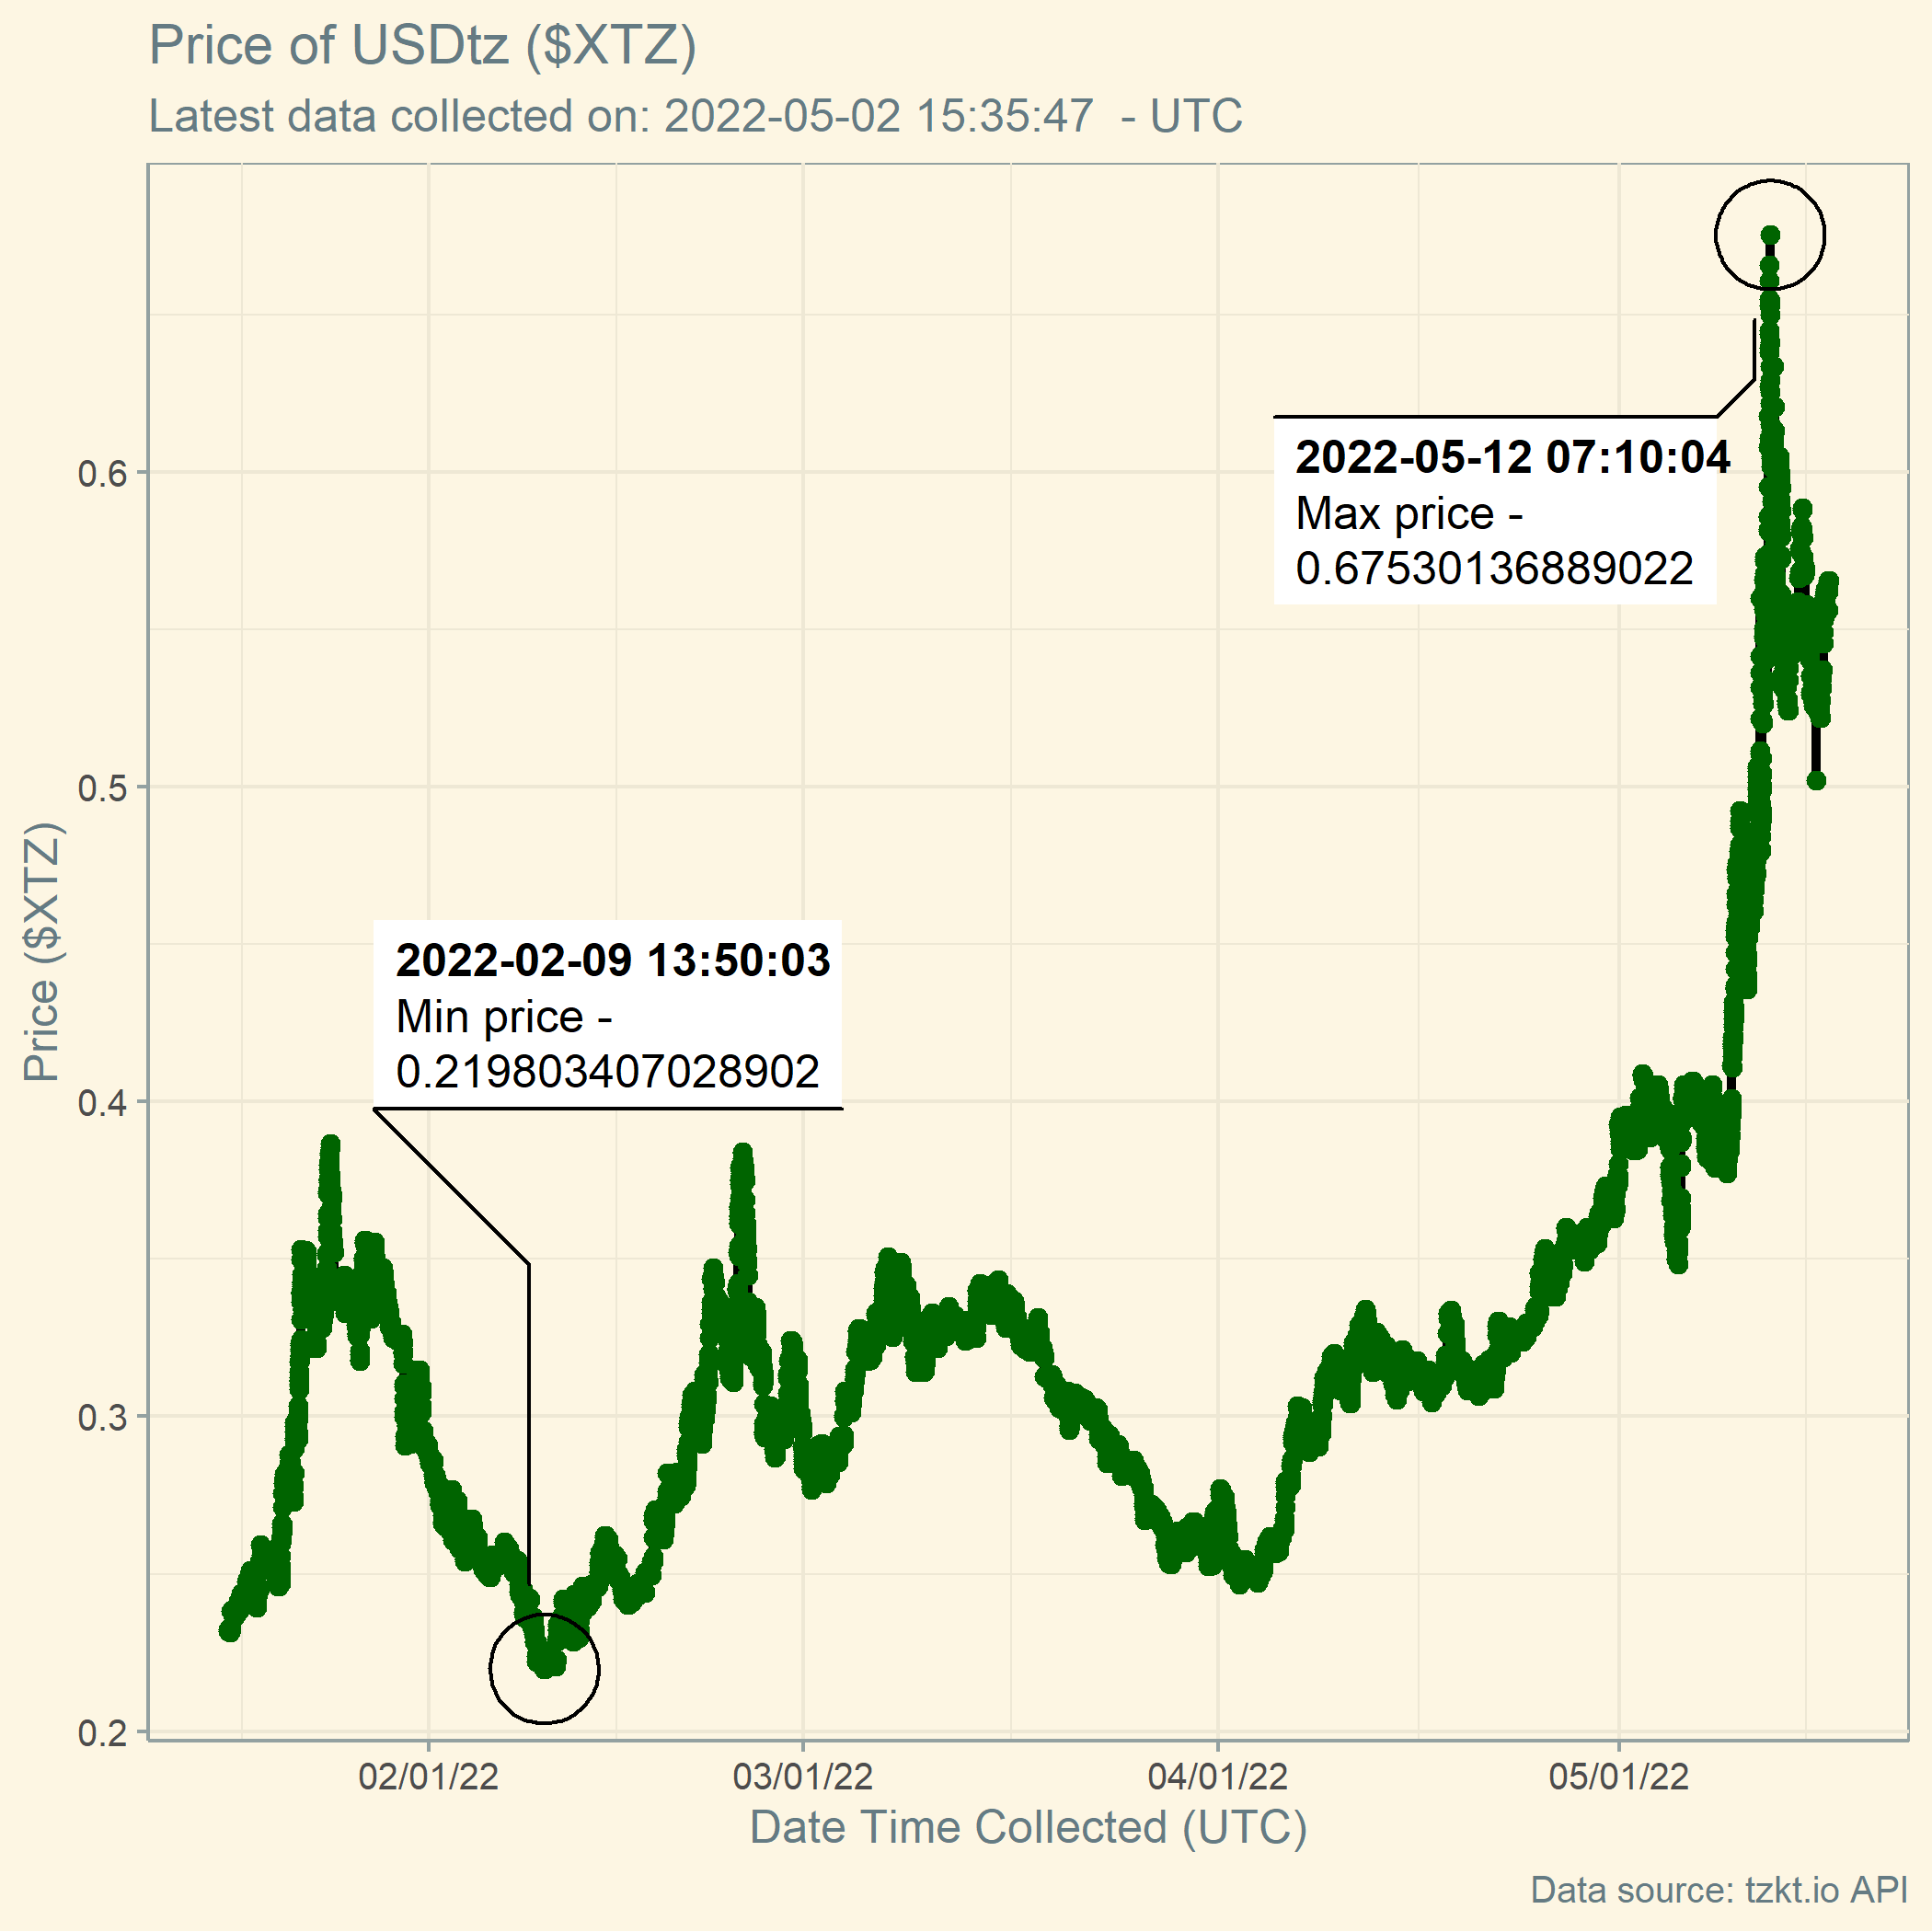 Price of USDtz ($XTZ)
Latest data collected on: 2022-05-02 15:35:47  - UTC
2022-05-12 07:10:04
Max price -
0.67530136889022
2022-02-09 13:50:03
Min price -
0.219803407028902
Price ($XTZ)
0.6
0.5
0.4
0.3
0.2
02/01/22
03/01/22
04/01/22
05/01/22
Date Time Collected (UTC)
Data source: tzkt.io API